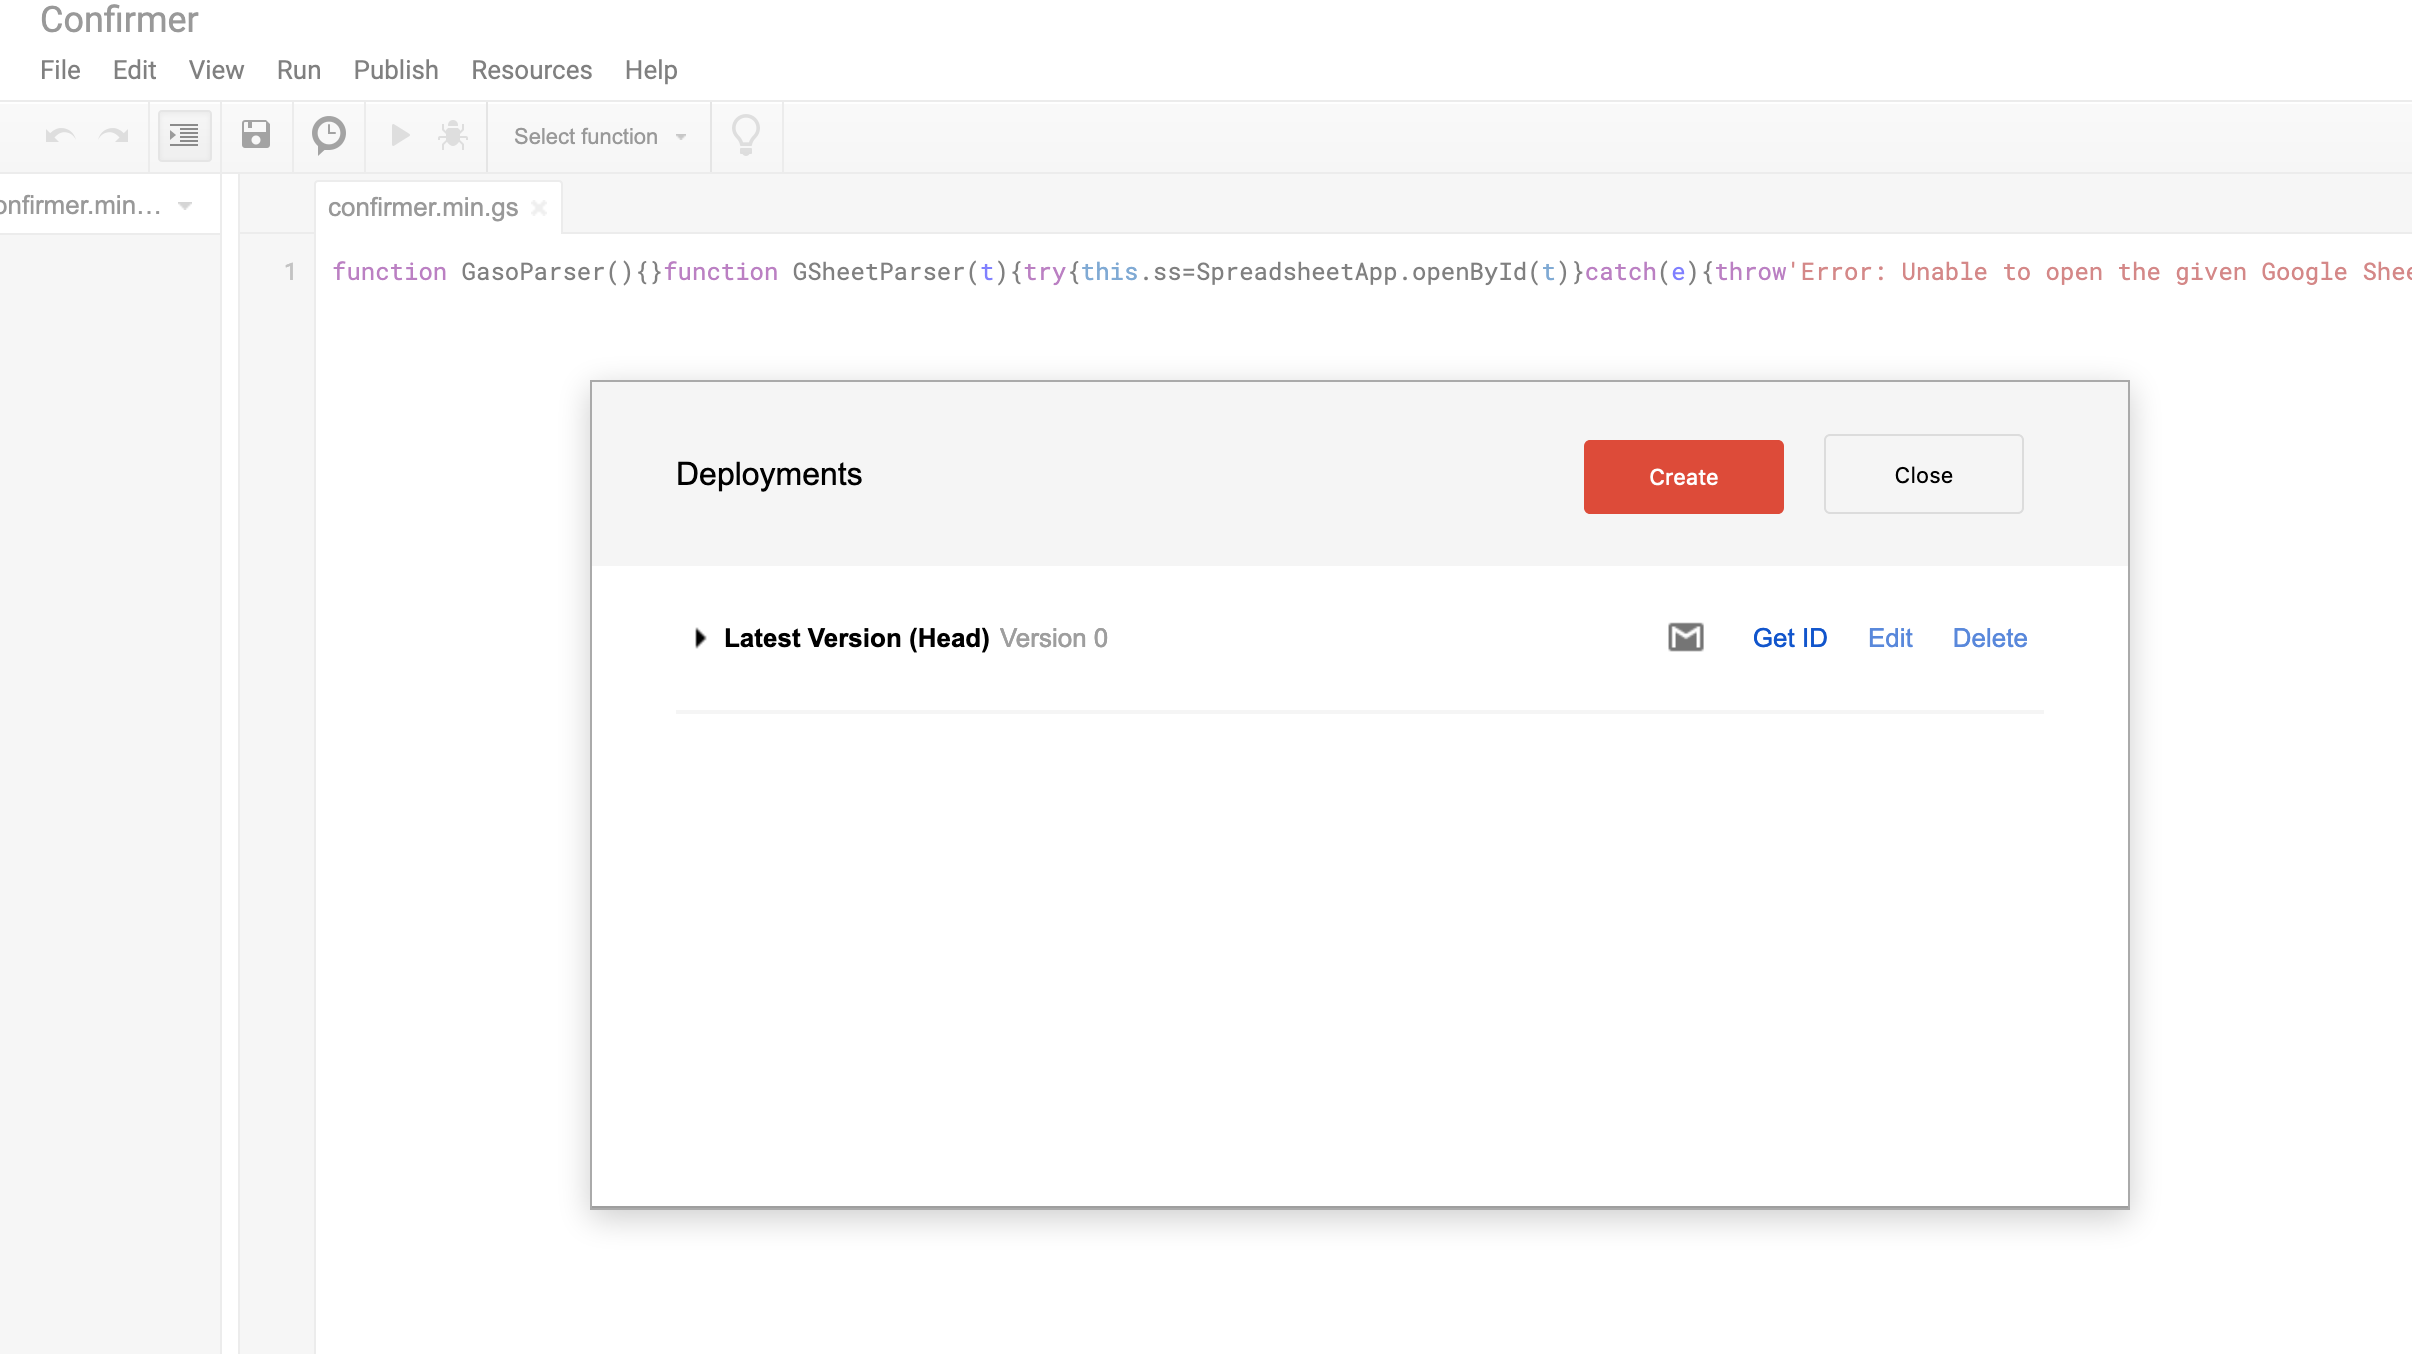 Confirmer
File Edit View Run Publish Resources Help
Select function
onfirmer.min...
confirmer.min.gs
1 function GasoParser(){}function GSheetParser(t){try{this.ss=SpreadsheetApp.openById(t)}catch(e){throw'Error: Unable to open the given Google Shee
Deployments
Create
Close
Latest Version (Head) Version 0
Get ID Edit Delete